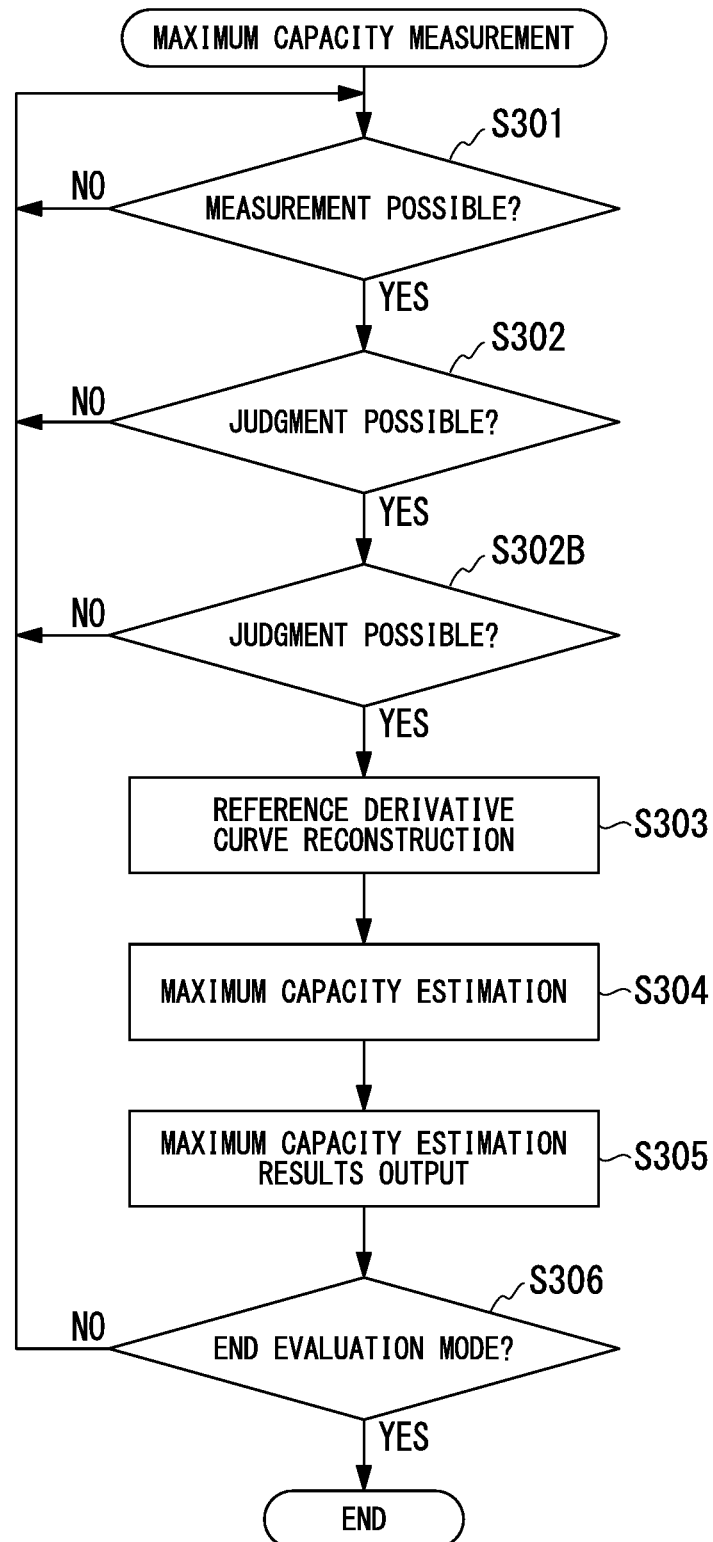 MAXIMUM CAPACITY MEASUREMENT
S301
NO
MEASUREMENT POSSIBLE?
YES
S302
NO
JUDGMENT POSSIBLE?
YES
S302B
NO
JUDGMENT POSSIBLE?
YES
REFERENCE DERIVATIVE
CURVE RECONSTRUCTION
S303
MAXIMUM CAPACITY ESTIMATION
S304
MAXIMUM CAPACITY ESTIMATION
RESULTS OUTPUT
S305
S306
NO
END EVALUATION MODE?
YES
END